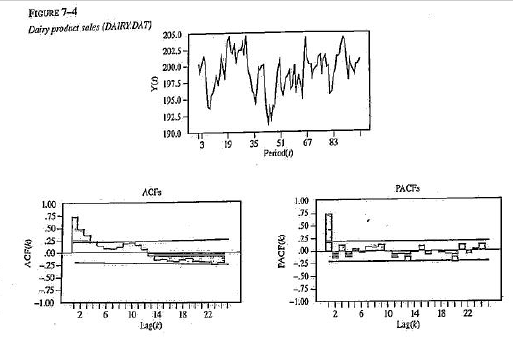 FIGURE 7–4
Dairy product sales (DAIRY.DAT)
205.0
202.5
200.0
197.5
195.0
192.5
190.0
Y(t)
3 19 35 51 67 83
Period(t)
ACFs
1.00
.75
.50
.25
.00
−.25
−.50
−.75
−1.00
ACF(k)
2 6 10 14 18 22
Lag(k)
PACFs
1.00
.75
.50
.25
.00
−.25
−.50
−.75
−1.00
PACF(k)
2 6 10 14 18 22
Lag(k)